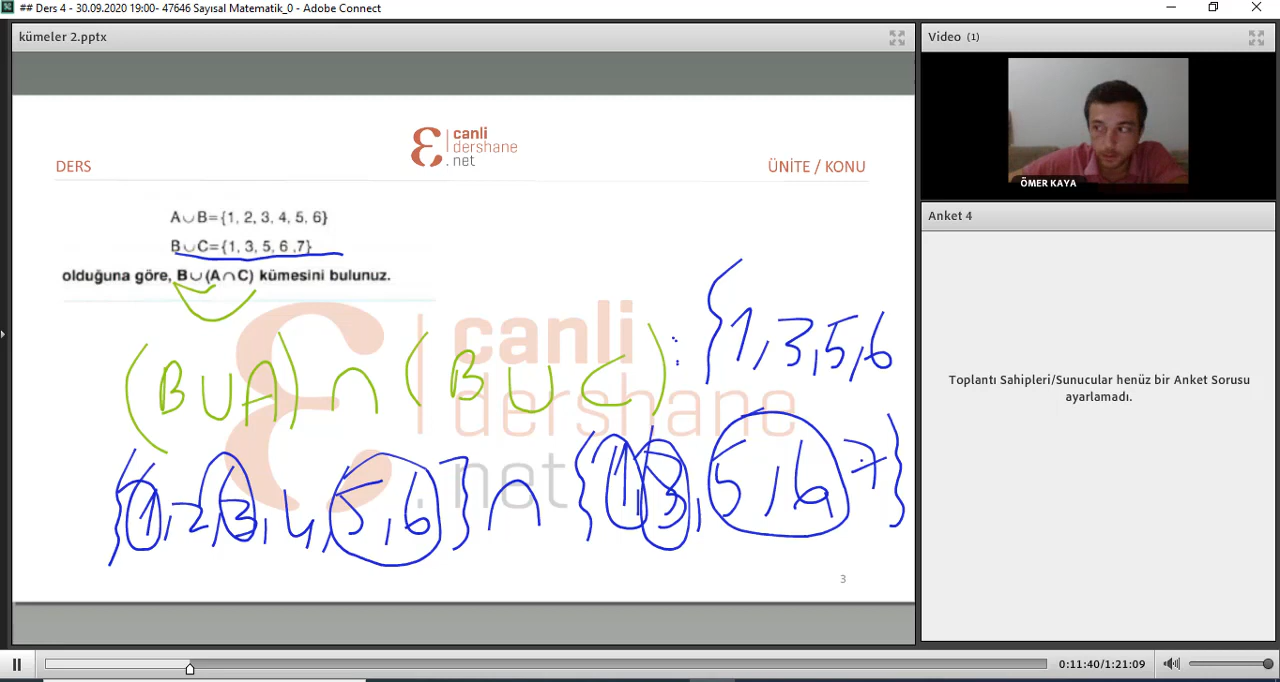 ## Ders 4 - 30.09.2020 19:00- 47646 Sayısal Matematik_0 - Adobe Connect
kümeler 2.pptx
canli
dershane
.net
DERS
ÜNİTE / KONU
A∪B={1, 2, 3, 4, 5, 6}
B∪C={1, 3, 5, 6 ,7}
olduğuna göre, B∪(A∩C) kümesini bulunuz.
canli
dershane
.net
(B∪A) ∩ (B∪C) : {1,3,5,6
{1,2,3,4,5,6} ∩ {1,3,5,6,7}
3
Video (1)
ÖMER KAYA
Anket 4
Toplantı Sahipleri/Sunucular henüz bir Anket Sorusu
ayarlamadı.
0:11:40/1:21:09